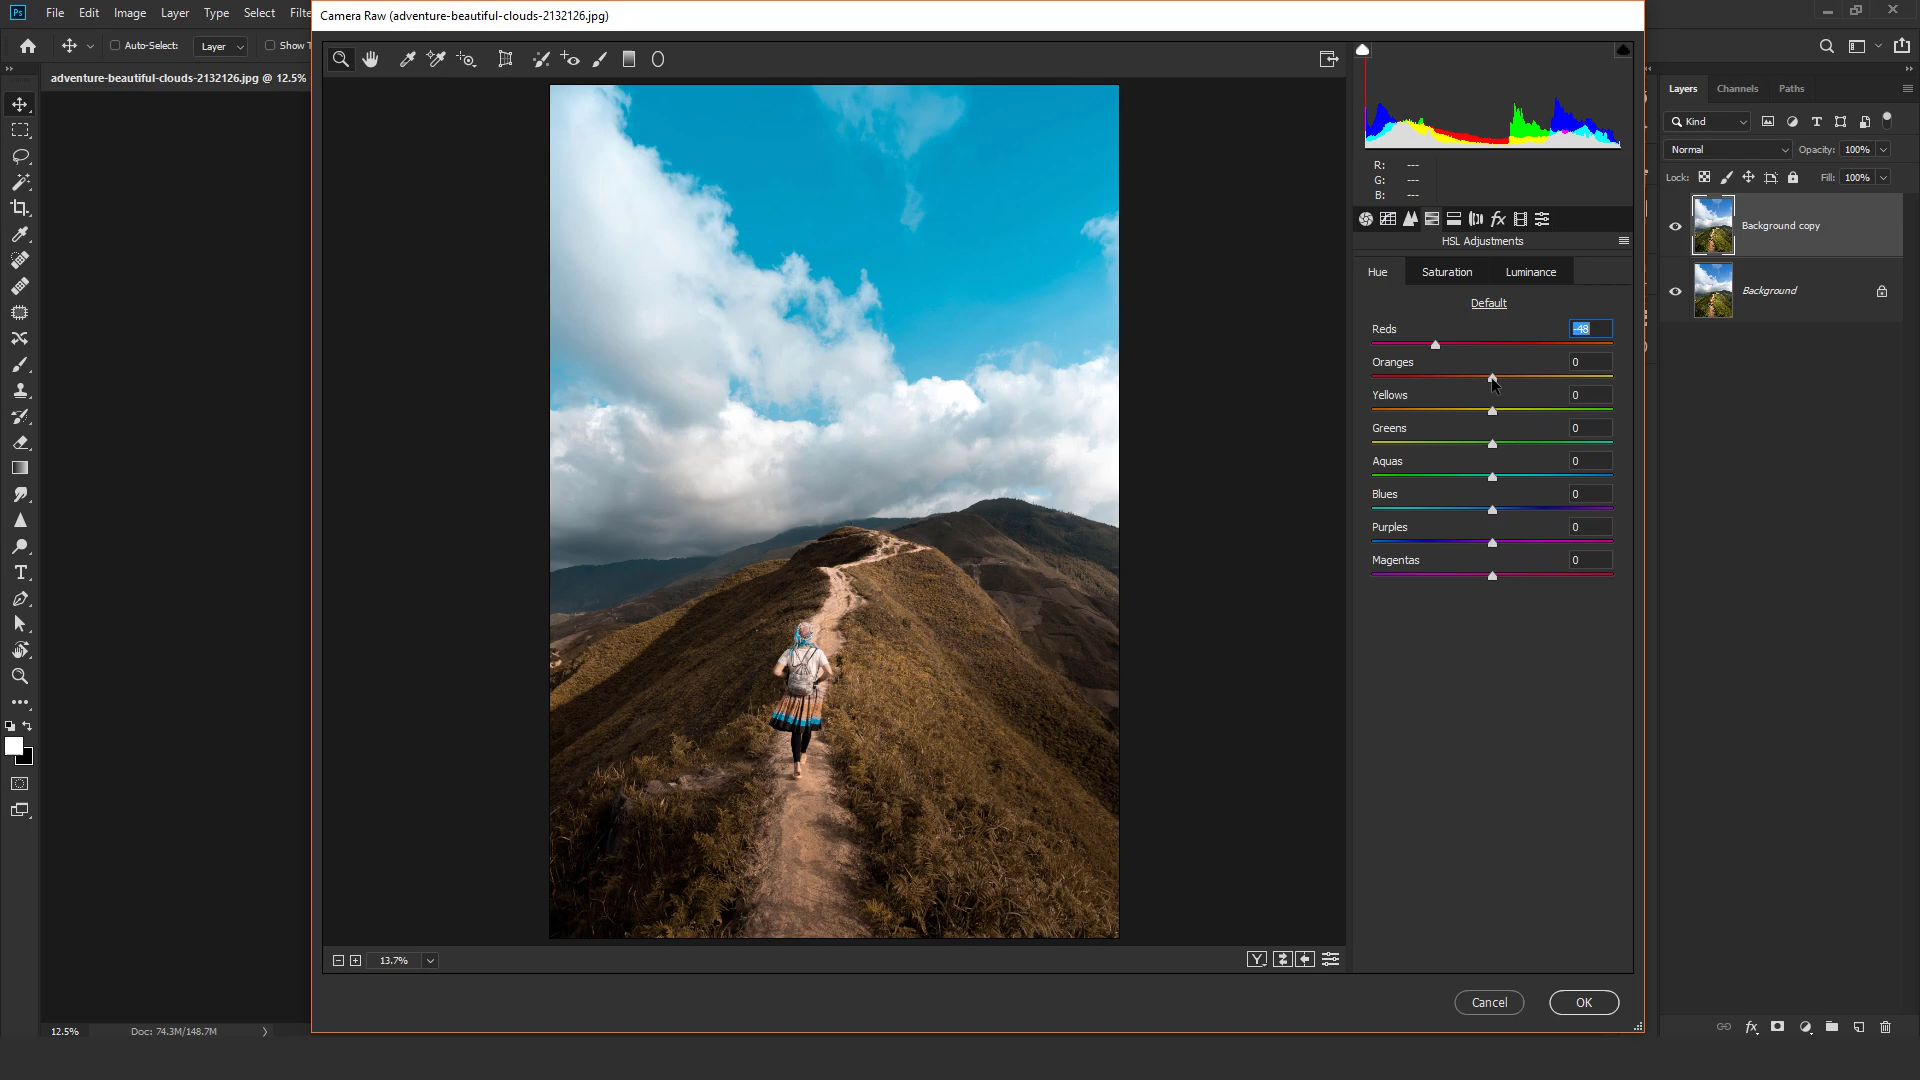 Ps File Edit Image Layer Type Select Filte
Camera Raw (adventure-beautiful-clouds-2132126.jpg)
Auto-Select: Layer Show T
adventure-beautiful-clouds-2132126.jpg @ 12.5%
R: ---
G: ---
B: ---
HSL Adjustments
Hue Saturation Luminance
Default
Reds -48
Oranges 0
Yellows 0
Greens 0
Aquas 0
Blues 0
Purples 0
Magentas 0
13.7%
Cancel OK
12.5% Doc: 74.3M/148.7M
Layers Channels Paths
Kind
Normal Opacity: 100%
Lock: Fill: 100%
Background copy
Background